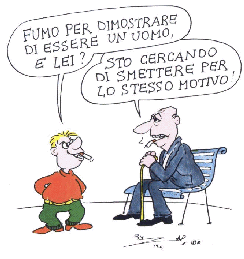 FUMO PER DIMOSTRARE
DI ESSERE UN UOMO,
E LEI?
STO CERCANDO
DI SMETTERE PER
LO STESSO MOTIVO.